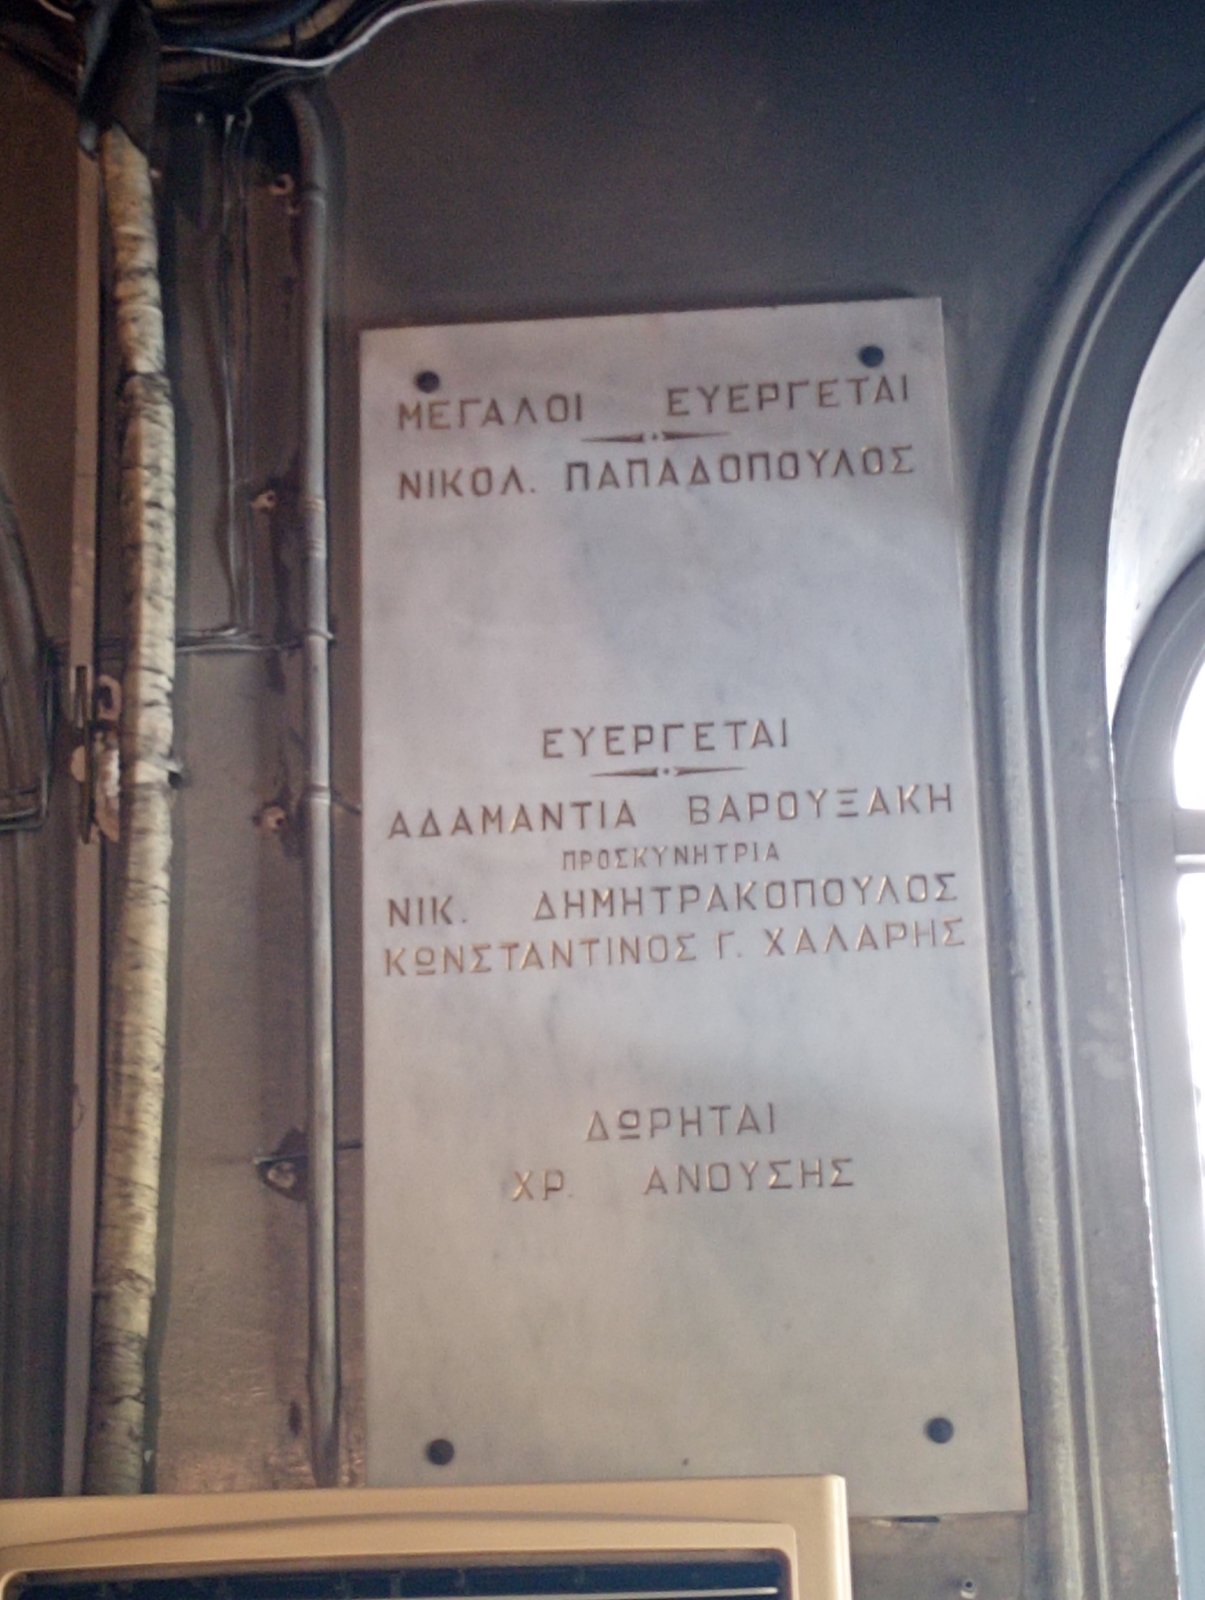 ΜΕΓΑΛΟΙ ΕΥΕΡΓΕΤΑΙ
ΝΙΚΟΛ. ΠΑΠΑΔΟΠΟΥΛΟΣ
ΕΥΕΡΓΕΤΑΙ
ΑΔΑΜΑΝΤΙΑ ΒΑΡΟΥΞΑΚΗ
ΠΡΟΣΚΥΝΗΤΡΙΑ
ΝΙΚ. ΔΗΜΗΤΡΑΚΟΠΟΥΛΟΣ
ΚΩΝΣΤΑΝΤΙΝΟΣ Γ. ΧΑΛΑΡΗΣ
ΔΩΡΗΤΑΙ
ΧΡ. ΑΝΟΥΣΗΣ